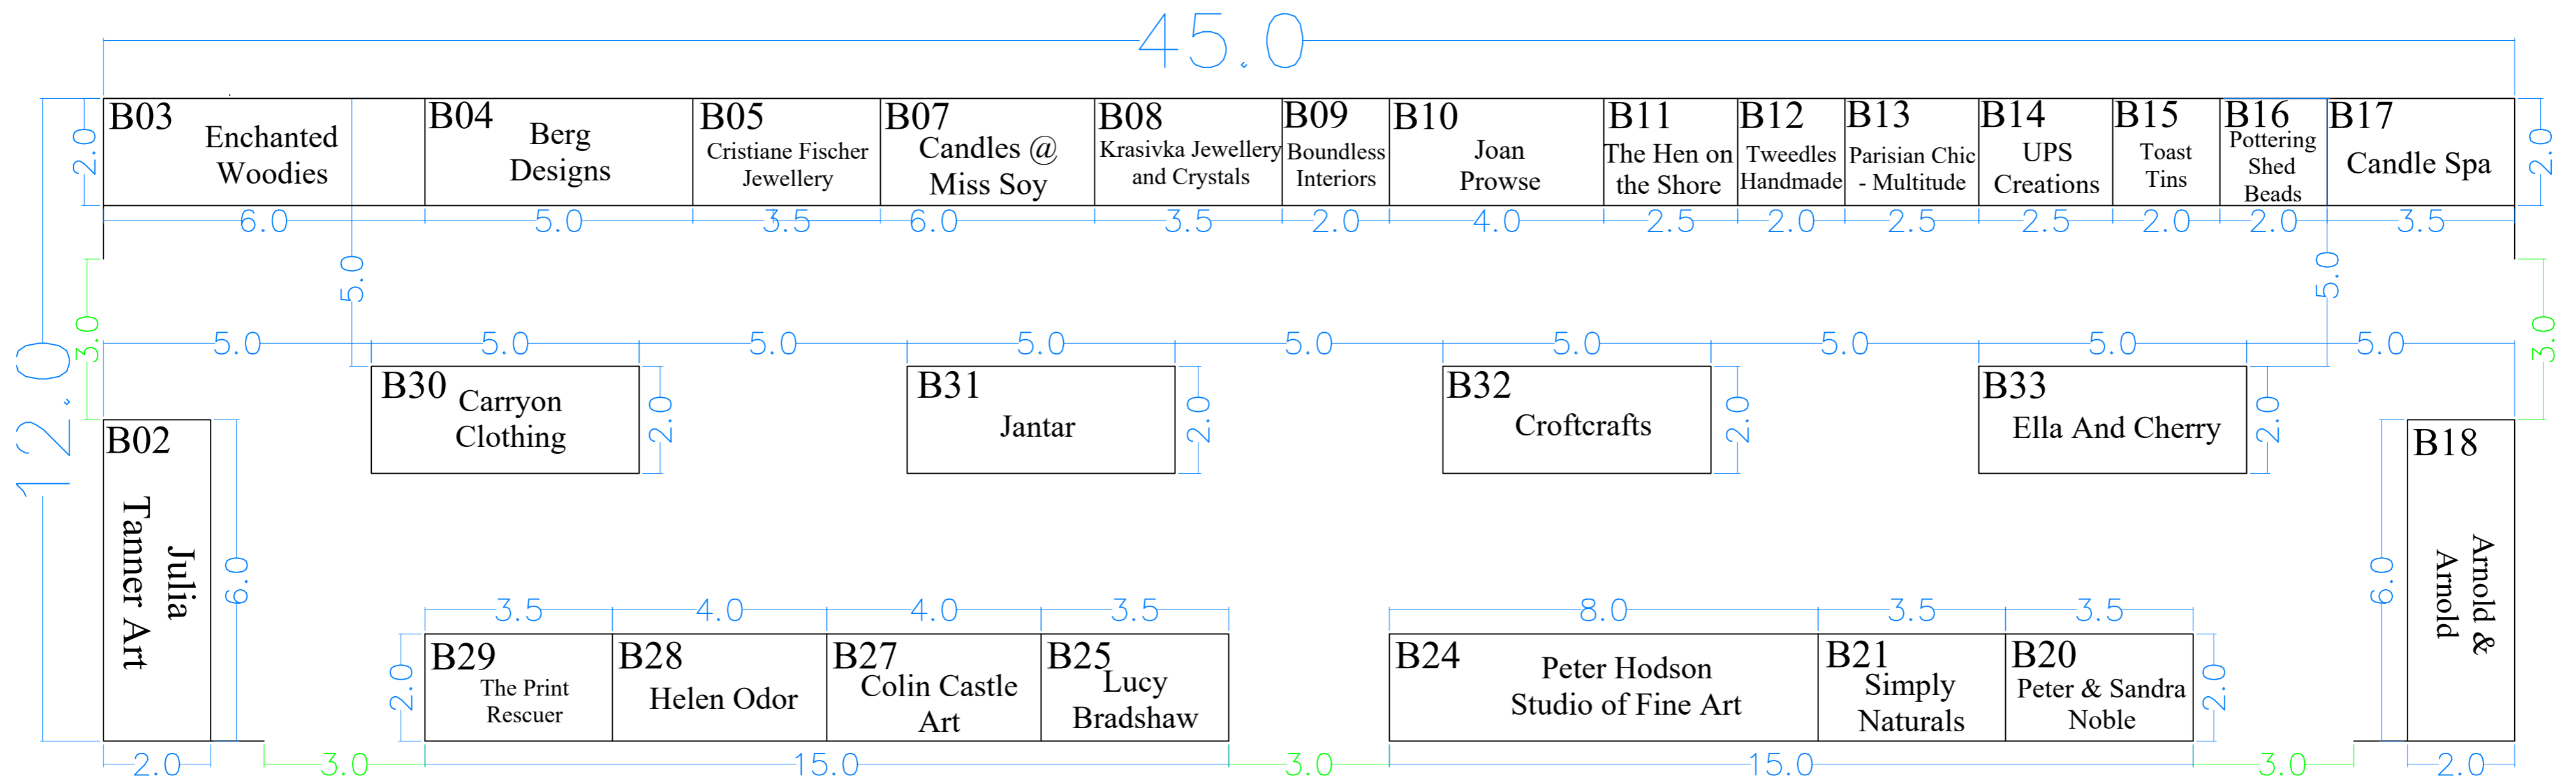 45.0
B03
Enchanted
Woodies
B04
Berg
Designs
B05
Cristiane Fischer
Jewellery
B07
Candles @
Miss Soy
B08
Krasivka Jewellery
and Crystals
B09
Boundless
Interiors
B10
Joan
Prowse
B11
The Hen on
the Shore
B12
Tweedles
Handmade
B13
Parisian Chic
- Multitude
B14
UPS
Creations
B15
Toast
Tins
B16
Pottering
Shed
Beads
B17
Candle Spa
2.0
2.0
6.0 5.0 3.5 6.0 3.5 2.0 4.0 2.5 2.0 2.5 2.5 2.0 2.0 3.5
5.0
5.0
3.0
3.0
12.0
5.0 5.0 5.0 5.0 5.0 5.0 5.0 5.0 5.0
B30
Carryon
Clothing
2.0
B31
Jantar
2.0
B32
Croftcrafts
2.0
B33
Ella And Cherry
2.0
B02
Julia
Tanner Art
6.0
B18
Arnold &
Arnold
6.0
3.5 4.0 4.0 3.5
8.0 3.5 3.5
2.0
B29
The Print
Rescuer
B28
Helen Odor
B27
Colin Castle
Art
B25
Lucy
Bradshaw
B24
Peter Hodson
Studio of Fine Art
B21
Simply
Naturals
B20
Peter & Sandra
Noble
2.0
2.0 3.0 15.0 3.0 15.0 3.0 2.0